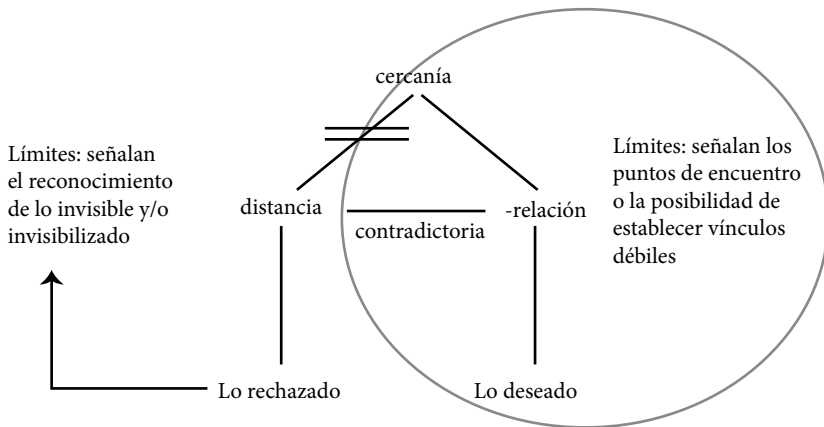 cercanía
Límites: señalan
el reconocimiento
de lo invisible y/o
invisibilizado
Límites: señalan los
puntos de encuentro
o la posibilidad de
establecer vínculos
débiles
distancia
-relación
contradictoria
Lo rechazado
Lo deseado